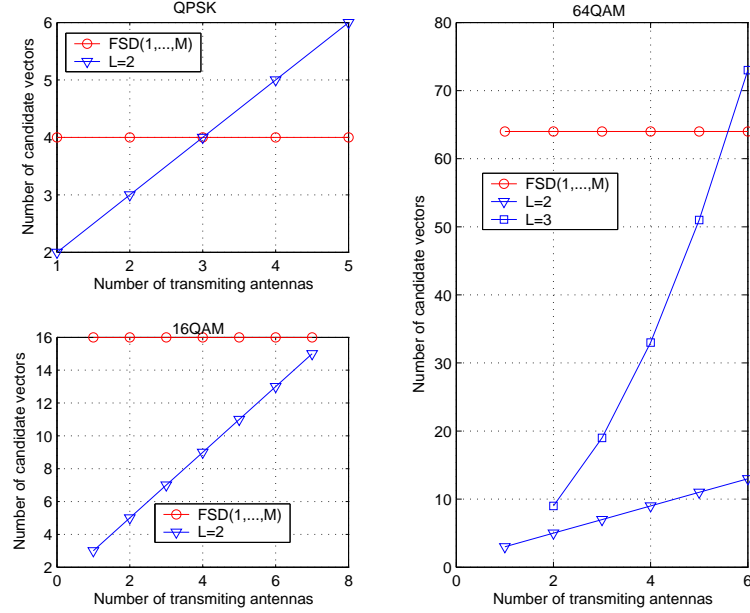 QPSK
6
5
4
3
2
Number of candidate vectors
FSD(1,...,M)
L=2
1
2
3
4
5
Number of transmiting antennas
16QAM
16
14
12
10
8
6
4
2
Number of candidate vectors
FSD(1,...,M)
L=2
0
2
4
6
8
Number of transmiting antennas
64QAM
80
70
60
50
40
30
20
10
0
Number of candidate vectors
FSD(1,...,M)
L=2
L=3
0
2
4
6
Number of transmiting antennas